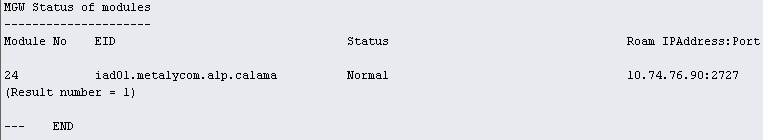 MGW Status of modules
---------------------
Module No   EID                                Status                                  Roam IPAddress:Port
24          iad01.metalycom.alp.calama         Normal                                  10.74.76.90:2727
(Result number = 1)
---    END